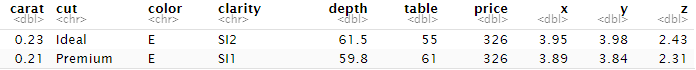 carat cut color clarity depth table price x y z
<dbl> <chr> <chr> <chr> <dbl> <dbl> <dbl> <dbl> <dbl> <dbl>
0.23 Ideal E SI2 61.5 55 326 3.95 3.98 2.43
0.21 Premium E SI1 59.8 61 326 3.89 3.84 2.31